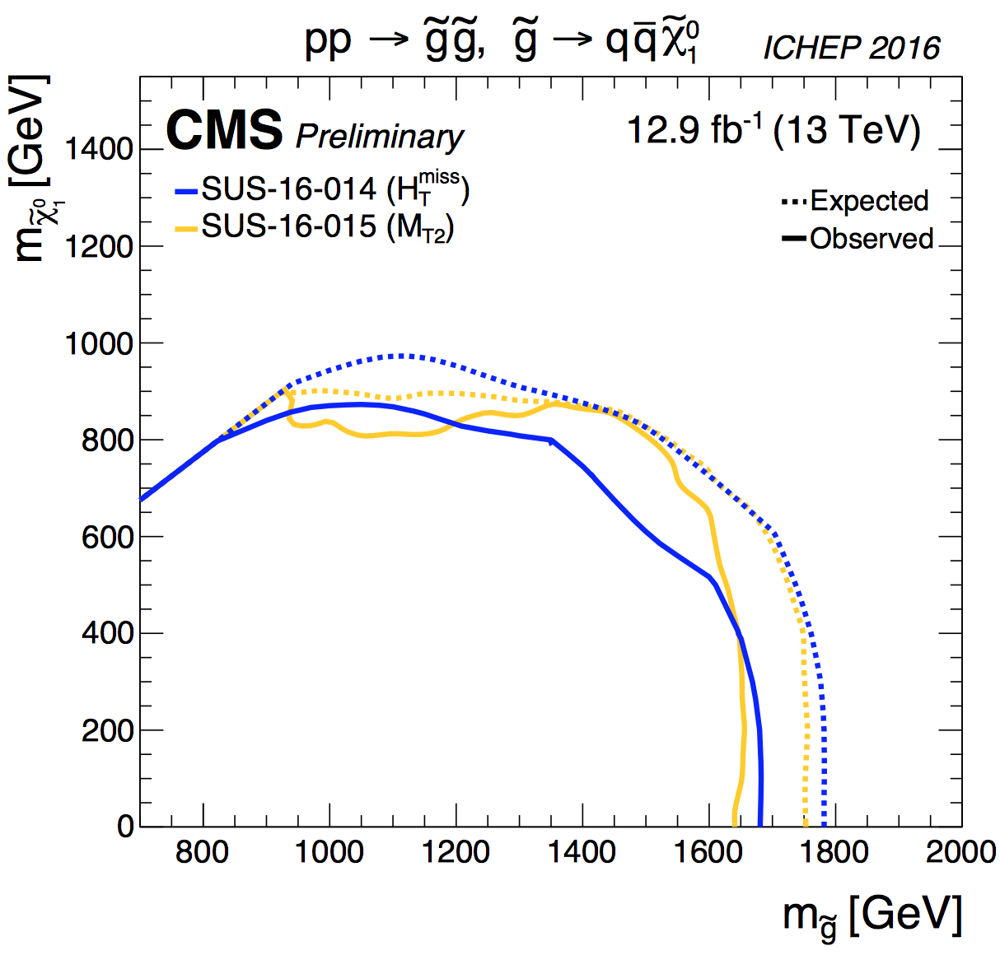 pp → g̃g̃, g̃ → qq̅χ̃⁰₁
ICHEP 2016
CMS Preliminary
12.9 fb⁻¹ (13 TeV)
SUS-16-014 (H_T^miss)
SUS-16-015 (M_T2)
Expected
Observed
m_χ̃⁰₁ [GeV]
1400
1200
1000
800
600
400
200
0
800 1000 1200 1400 1600 1800 2000
m_g̃ [GeV]